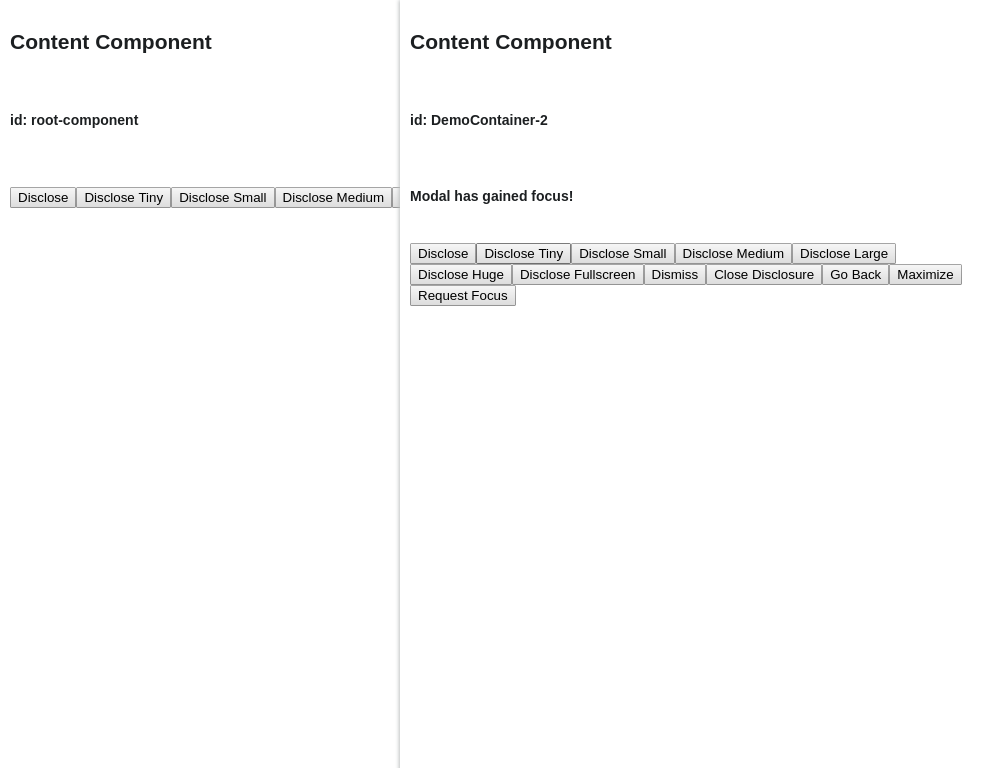 Content Component
id: root-component
Disclose Disclose Tiny Disclose Small Disclose Medium
Content Component
id: DemoContainer-2
Modal has gained focus!
Disclose Disclose Tiny Disclose Small Disclose Medium Disclose Large
Disclose Huge Disclose Fullscreen Dismiss Close Disclosure Go Back Maximize
Request Focus